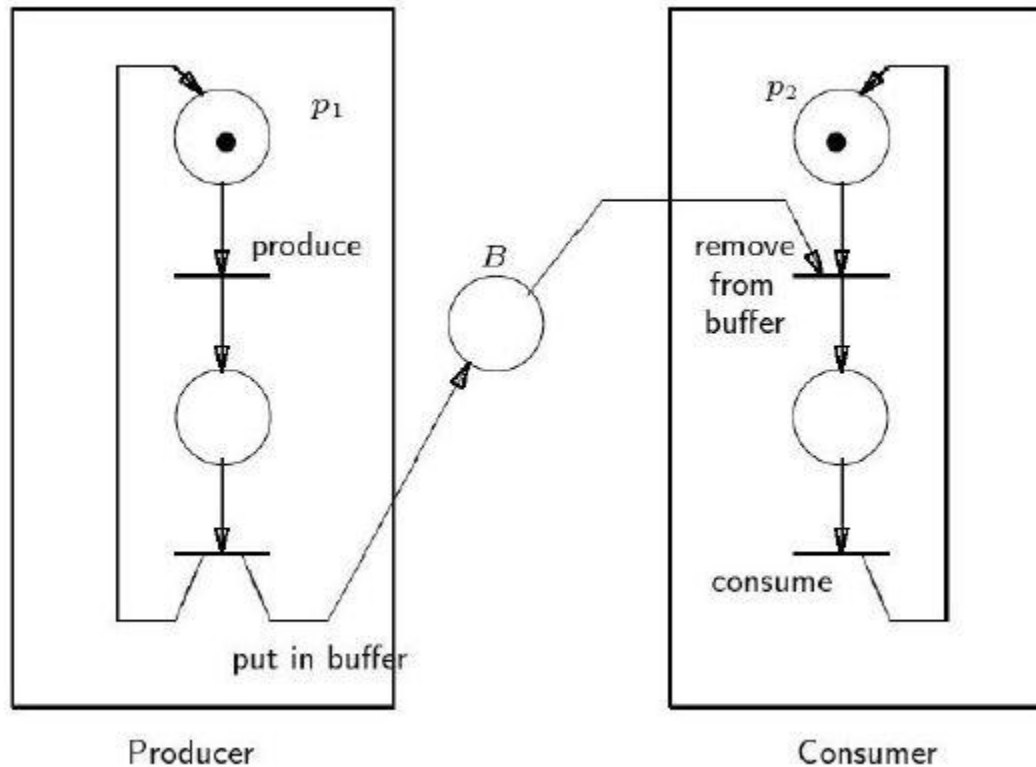 p₁
produce
put in buffer
B
p₂
remove
from
buffer
consume
Producer
Consumer